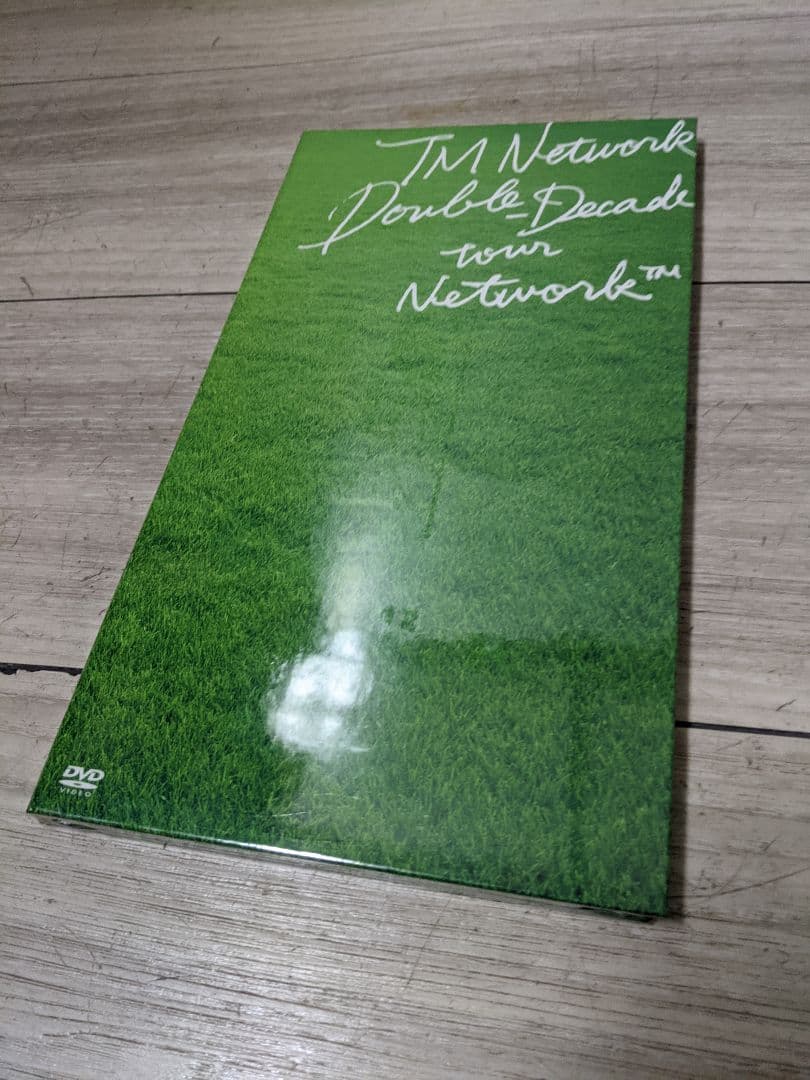 TM Network
Double-Decade
tour
Network™
DVD
VIDEO